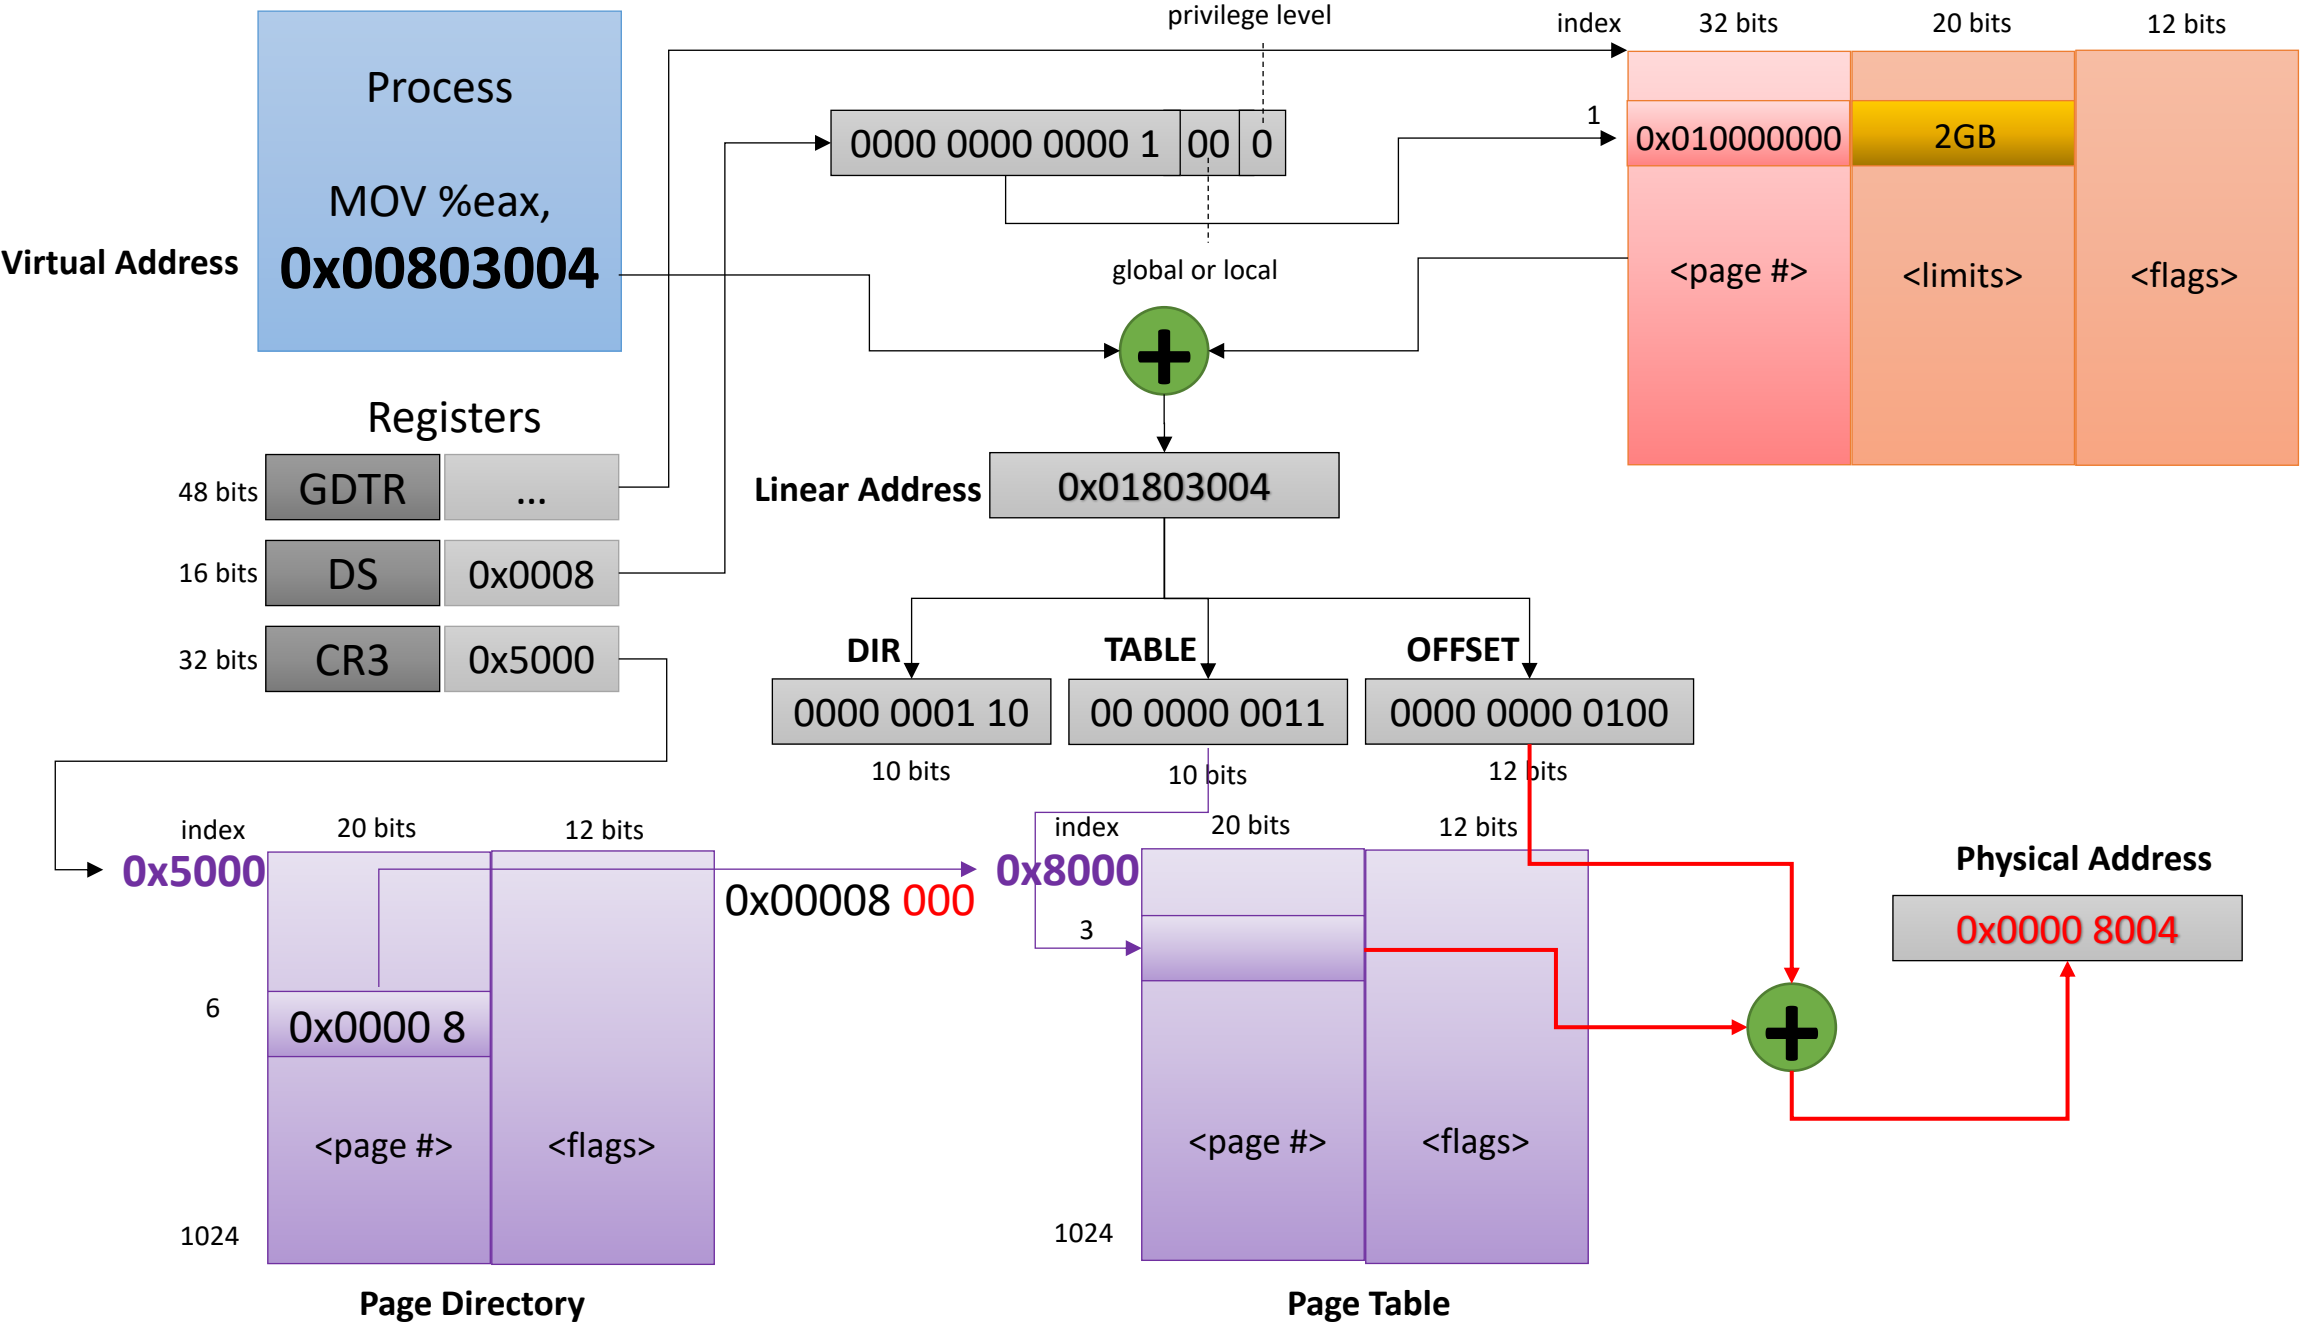 privilege level
index
32 bits
20 bits
12 bits
Process
MOV %eax,
0x00803004
Virtual Address
0000 0000 0000 1
00
0
1
0x010000000
2GB
global or local
<page #>
<limits>
<flags>
+
Registers
48 bits
GDTR
...
16 bits
DS
0x0008
32 bits
CR3
0x5000
Linear Address
0x01803004
DIR
TABLE
OFFSET
0000 0001 10
00 0000 0011
0000 0000 0100
10 bits
10 bits
12 bits
index
20 bits
12 bits
0x5000
0x00008 000
6
0x0000 8
<page #>
<flags>
1024
Page Directory
index
20 bits
12 bits
0x8000
3
<page #>
<flags>
1024
Page Table
+
Physical Address
0x0000 8004